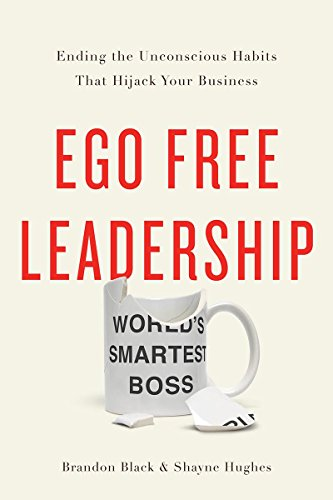 Ending the Unconscious Habits
That Hijack Your Business
EGO FREE
LEADERSHIP
WORLD'S
SMARTEST
BOSS
Brandon Black & Shayne Hughes